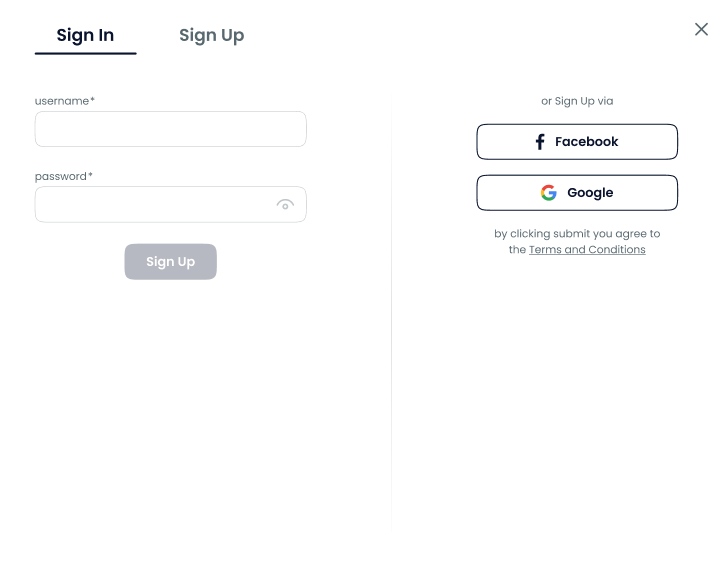 Sign In
Sign Up
username*
password*
Sign Up
or Sign Up via
Facebook
Google
by clicking submit you agree to
the Terms and Conditions